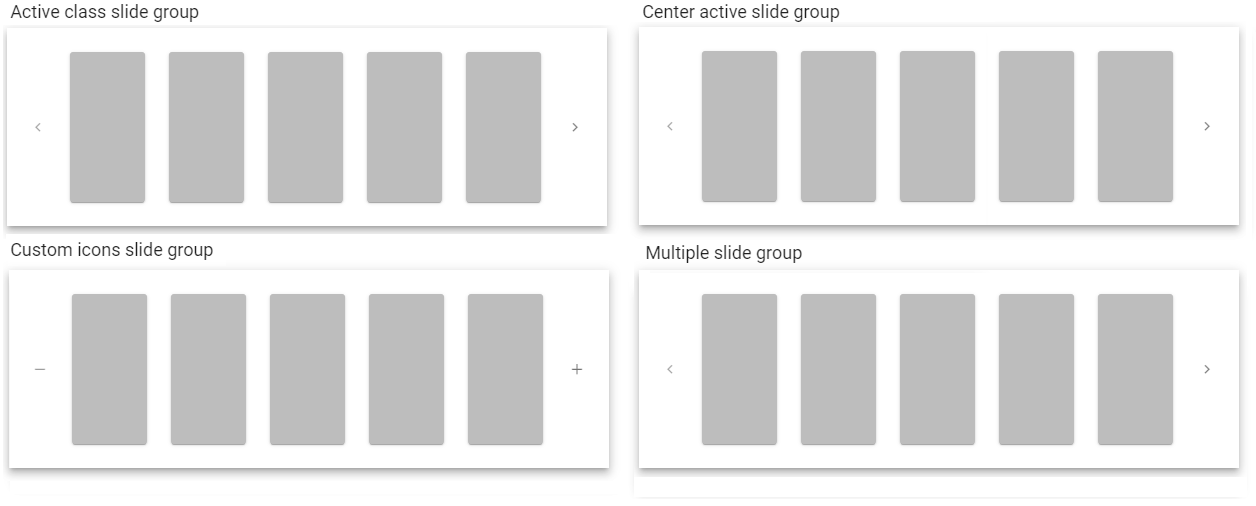 Active class slide group
Center active slide group
Custom icons slide group
Multiple slide group